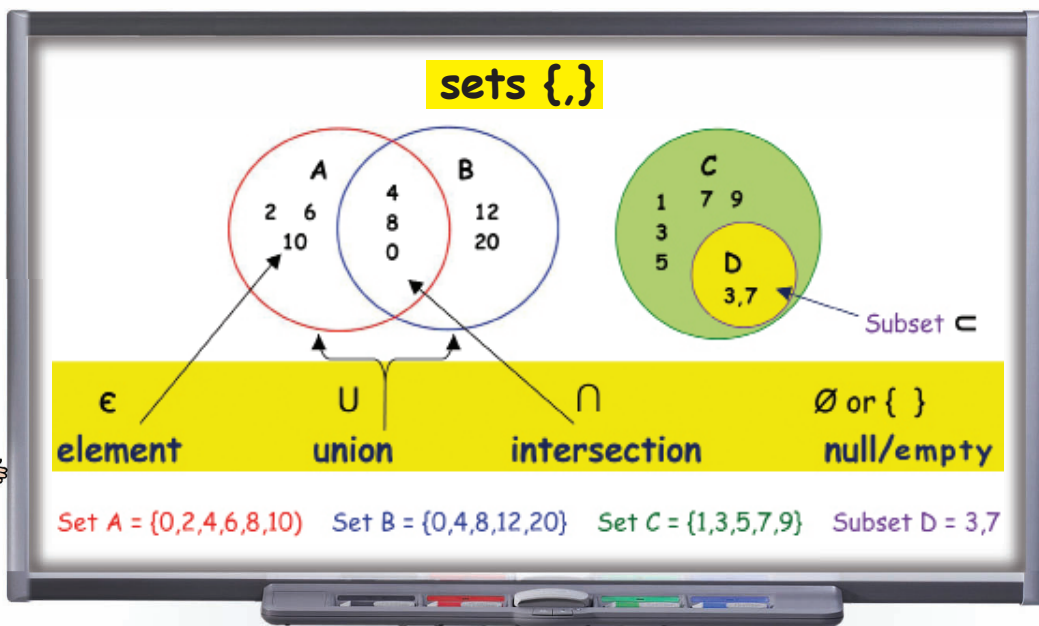 sets {,}
A
B
C
2 6
10
4
8
0
12
20
7 9
1
3
5
D
3,7
Subset ⊂
ϵ
U
∩
Ø or { }
element
union
intersection
null/empty
Set A = {0,2,4,6,8,10)
Set B = {0,4,8,12,20}
Set C = {1,3,5,7,9}
Subset D = 3,7